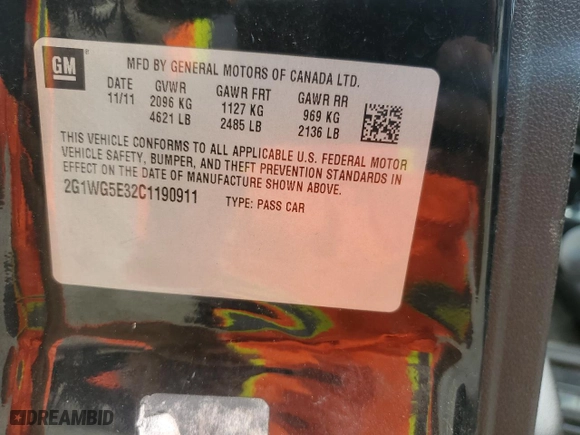 GM
®
MFD BY GENERAL MOTORS OF CANADA LTD.
DATE GVWR GAWR FRT GAWR RR
11/11 2096 KG 1127 KG 969 KG
4621 LB 2485 LB 2136 LB
THIS VEHICLE CONFORMS TO ALL APPLICABLE U.S. FEDERAL MOTOR
VEHICLE SAFETY, BUMPER, AND THEFT PREVENTION STANDARDS IN
EFFECT ON THE DATE OF MANUFACTURE SHOWN ABOVE.
2G1WG5E32C1190911 TYPE: PASS CAR
DREAMBID